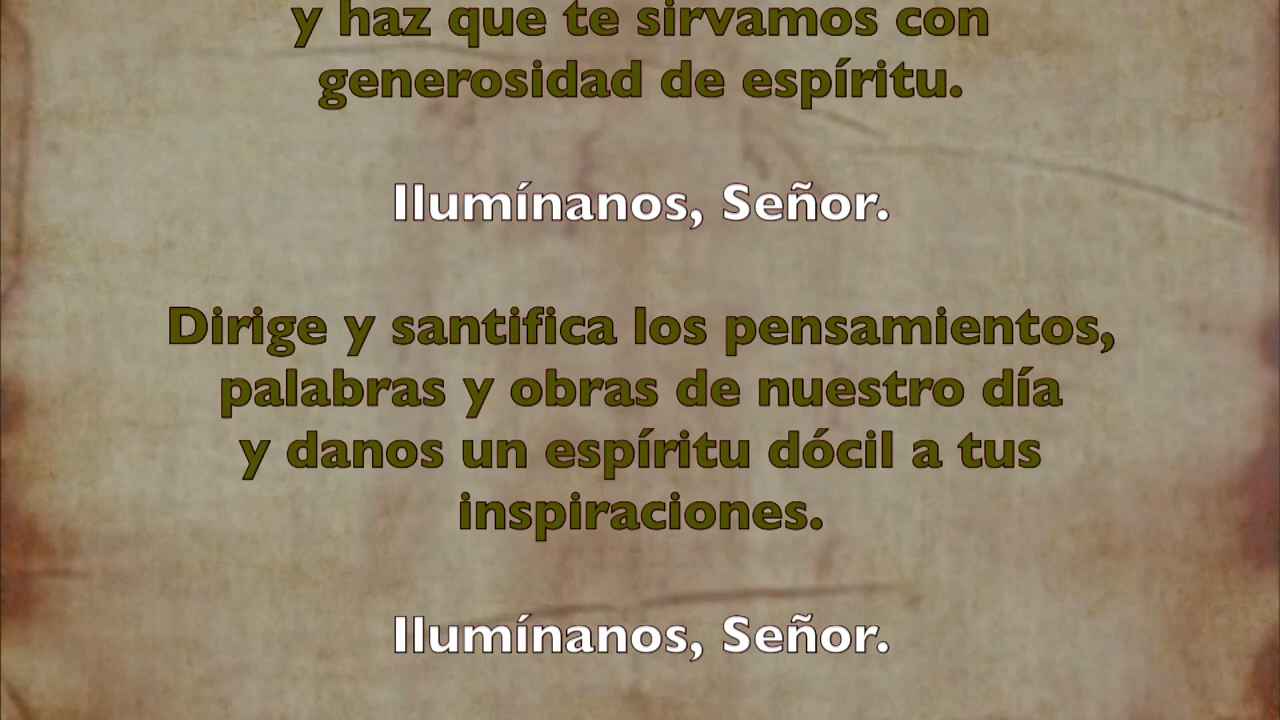 y haz que te sirvamos con
generosidad de espíritu.
Ilumínanos, Señor.
Dirige y santifica los pensamientos,
palabras y obras de nuestro día
y danos un espíritu dócil a tus
inspiraciones.
Ilumínanos, Señor.